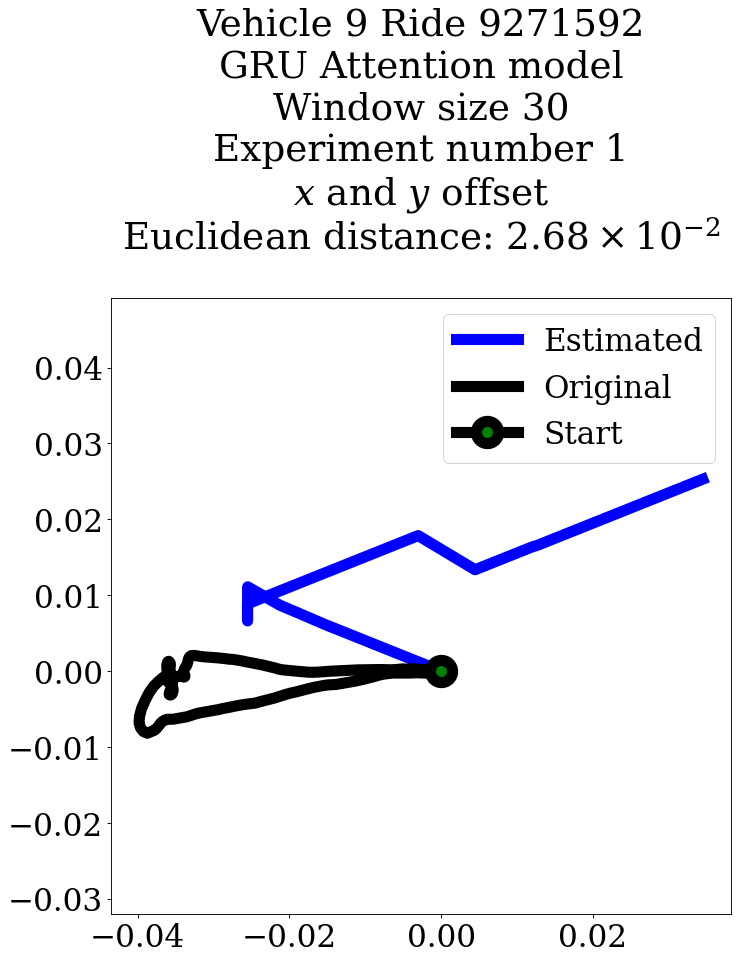 Vehicle 9 Ride 9271592
GRU Attention model
Window size 30
Experiment number 1
x and y offset
Euclidean distance: 2.68 × 10⁻²
Estimated
Original
Start
0.04
0.03
0.02
0.01
0.00
−0.01
−0.02
−0.03
−0.04 −0.02 0.00 0.02